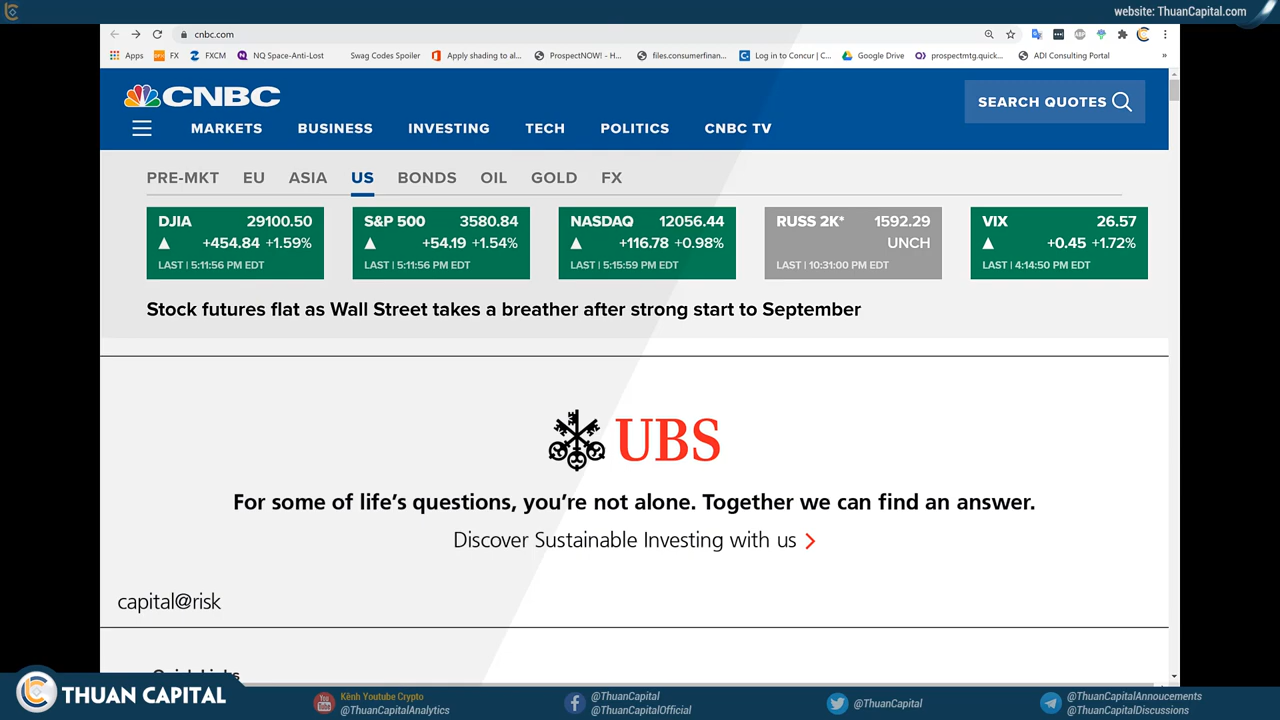 website: ThuanCapital.com
cnbc.com
Apps
FX
FXCM
NQ Space-Anti-Lost
Swag Codes Spoiler
Apply shading to al...
ProspectNOW! - H...
files.consumerfinan...
Log in to Concur | C...
Google Drive
prospectmtg.quick...
ADI Consulting Portal
»
CNBC
SEARCH QUOTES
MARKETS
BUSINESS
INVESTING
TECH
POLITICS
CNBC TV
PRE-MKT
EU
ASIA
US
BONDS
OIL
GOLD
FX
DJIA 29100.50
+454.84 +1.59%
LAST | 5:11:56 PM EDT
S&P 500 3580.84
+54.19 +1.54%
LAST | 5:11:56 PM EDT
NASDAQ 12056.44
+116.78 +0.98%
LAST | 5:15:59 PM EDT
RUSS 2K* 1592.29
UNCH
LAST | 10:31:00 PM EDT
VIX 26.57
+0.45 +1.72%
LAST | 4:14:50 PM EDT
Stock futures flat as Wall Street takes a breather after strong start to September
UBS
For some of life's questions, you're not alone. Together we can find an answer.
Discover Sustainable Investing with us
capital@risk
THUAN CAPITAL
Kênh Youtube Crypto
@ThuanCapitalAnalytics
@ThuanCapital
@ThuanCapitalOfficial
@ThuanCapital
@ThuanCapitalAnnoucements
@ThuanCapitalDiscussions